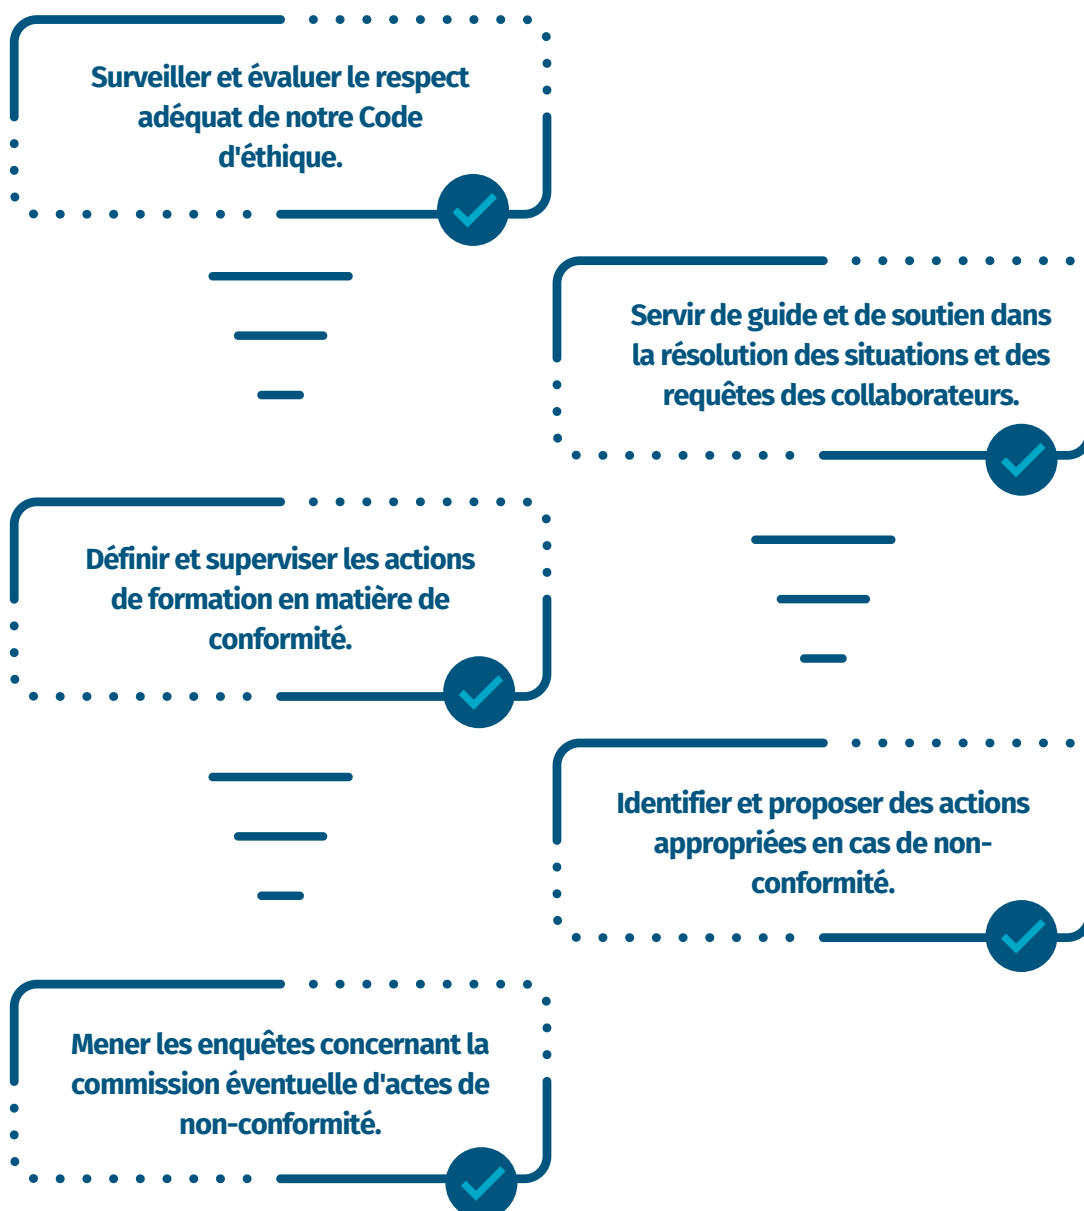 Surveiller et évaluer le respect
adéquat de notre Code
d'éthique.
Servir de guide et de soutien dans
la résolution des situations et des
requêtes des collaborateurs.
Définir et superviser les actions
de formation en matière de
conformité.
Identifier et proposer des actions
appropriées en cas de non-
conformité.
Mener les enquêtes concernant la
commission éventuelle d'actes de
non-conformité.